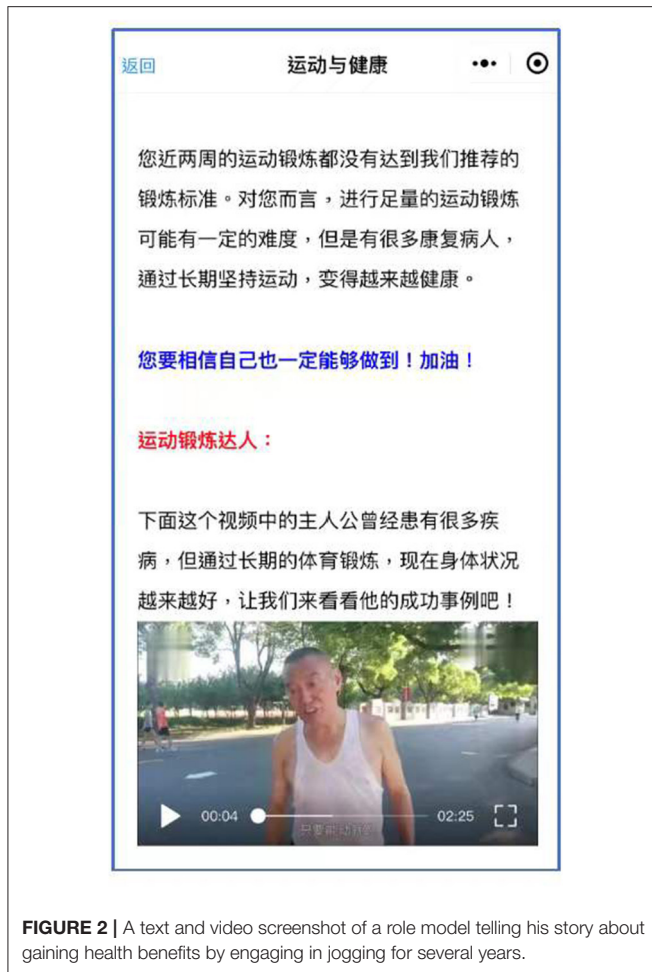 返回
运动与健康
您近两周的运动锻炼都没有达到我们推荐的
锻炼标准。对您而言，进行足量的运动锻炼
可能有一定的难度，但是有很多康复病人，
通过长期坚持运动，变得越来越健康。
您要相信自己也一定能够做到！加油！
运动锻炼达人：
下面这个视频中的主人公曾经患有很多疾
病，但通过长期的体育锻炼，现在身体状况
越来越好，让我们来看看他的成功事例吧！
00:04
02:25
只要能动就
FIGURE 2 | A text and video screenshot of a role model telling his story about
gaining health benefits by engaging in jogging for several years.